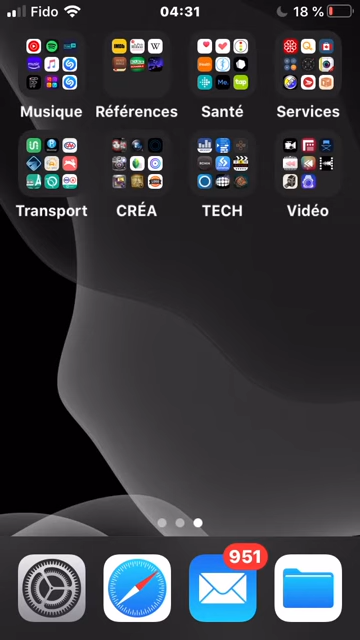 Fido 04:31 18 %
Musique Références Santé Services
Transport CRÉA TECH Vidéo
951